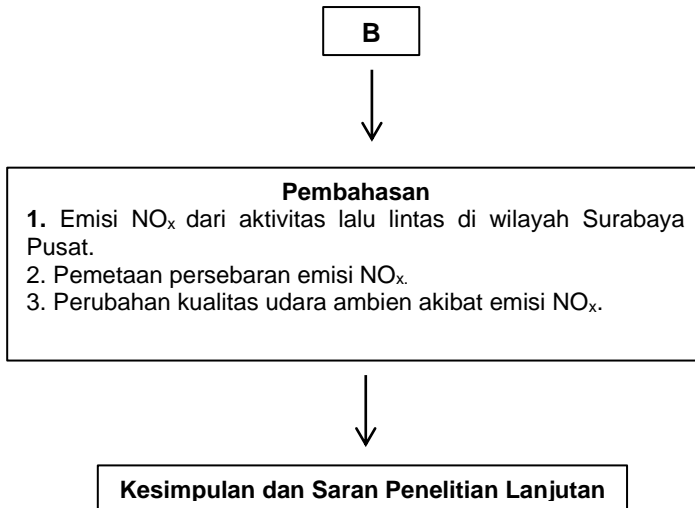 B
Pembahasan
1. Emisi NOₓ dari aktivitas lalu lintas di wilayah Surabaya
Pusat.
2. Pemetaan persebaran emisi NOₓ.
3. Perubahan kualitas udara ambien akibat emisi NOₓ.
Kesimpulan dan Saran Penelitian Lanjutan